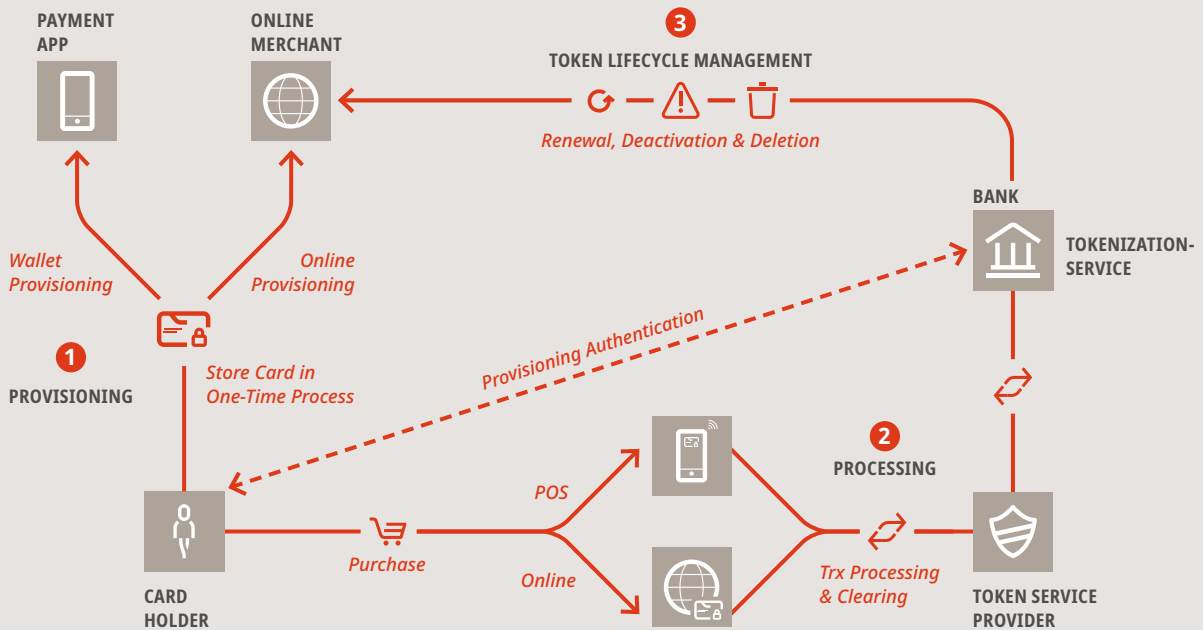 PAYMENT
APP
ONLINE
MERCHANT
3
TOKEN LIFECYCLE MANAGEMENT
Renewal, Deactivation & Deletion
BANK
TOKENIZATION-
SERVICE
Wallet
Provisioning
Online
Provisioning
Provisioning Authentication
1
PROVISIONING
Store Card in
One-Time Process
2
PROCESSING
POS
Purchase
Online
Trx Processing
& Clearing
CARD
HOLDER
TOKEN SERVICE
PROVIDER